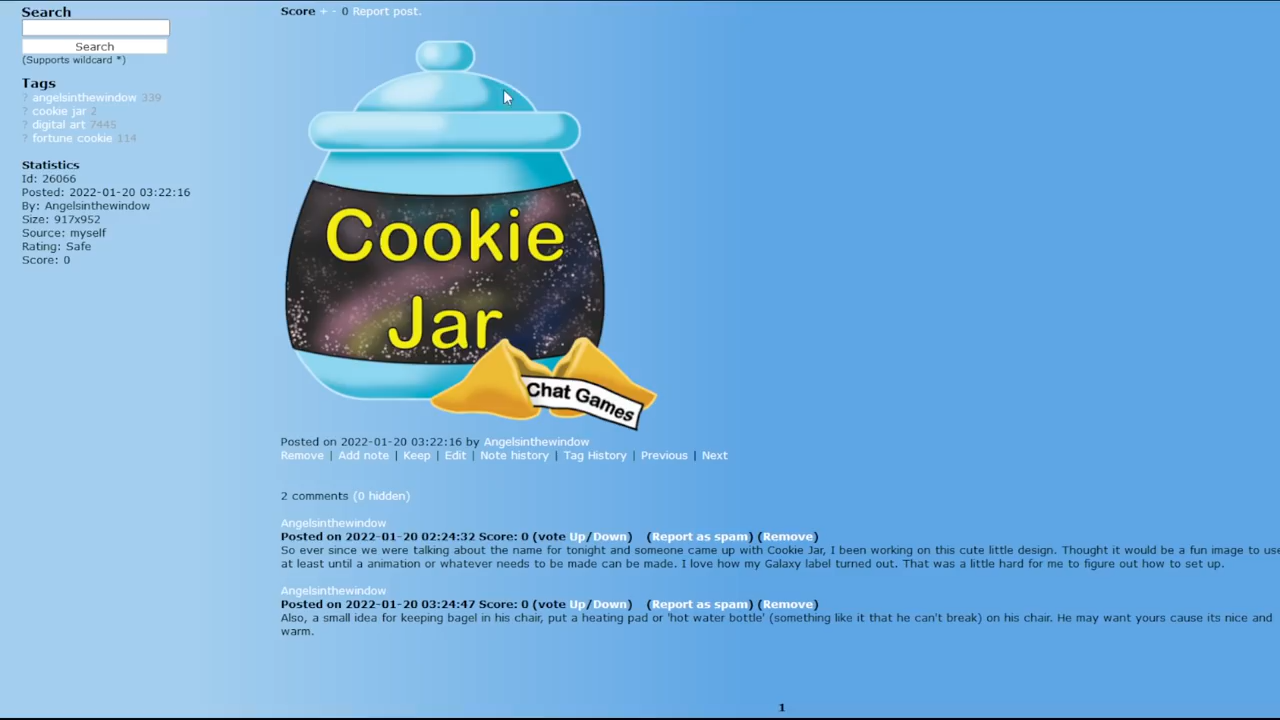 Search
Search
(Supports wildcard *)
Tags
? angelsinthewindow 339
? cookie jar 2
? digital art 7445
? fortune cookie 114
Statistics
Id: 26066
Posted: 2022-01-20 03:22:16
By: Angelsinthewindow
Size: 917x952
Source: myself
Rating: Safe
Score: 0
Score + - 0 Report post.
Cookie
Jar
Chat Games
Posted on 2022-01-20 03:22:16 by Angelsinthewindow
Remove | Add note | Keep | Edit | Note history | Tag History | Previous | Next
2 comments (0 hidden)
Angelsinthewindow
Posted on 2022-01-20 02:24:32 Score: 0 (vote Up/Down) (Report as spam) (Remove)
So ever since we were talking about the name for tonight and someone came up with Cookie Jar, I been working on this cute little design. Thought it would be a fun image to use
at least until a animation or whatever needs to be made can be made. I love how my Galaxy label turned out. That was a little hard for me to figure out how to set up.
Angelsinthewindow
Posted on 2022-01-20 03:24:47 Score: 0 (vote Up/Down) (Report as spam) (Remove)
Also, a small idea for keeping bagel in his chair, put a heating pad or 'hot water bottle' (something like it that he can't break) on his chair. He may want yours cause its nice and
warm.
1